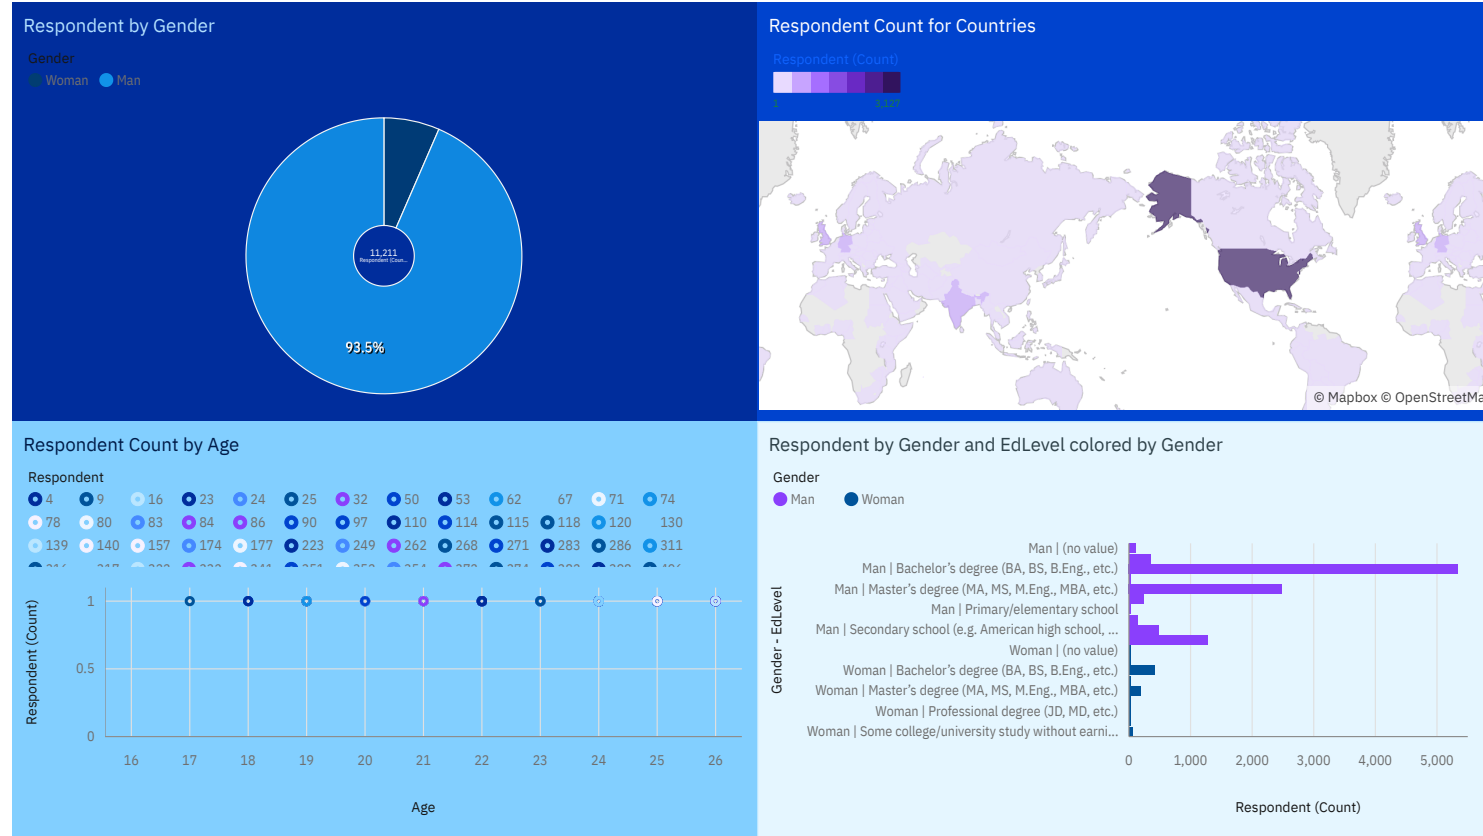 Respondent by Gender
Gender
Woman Man
11,211
Respondent (Coun...
93.5%
Respondent Count for Countries
Respondent (Count)
1 3,127
© Mapbox © OpenStreetMa
Respondent Count by Age
Respondent
4 9 16 23 24 25 32 50 53 62 67 71 74
78 80 83 84 86 90 97 110 114 115 118 120 130
139 140 157 174 177 223 249 262 268 271 283 286 311
Respondent (Count)
1
0.5
0
16 17 18 19 20 21 22 23 24 25 26
Age
Respondent by Gender and EdLevel colored by Gender
Gender
Man Woman
Gender - EdLevel
Man | (no value)
Man | Bachelor’s degree (BA, BS, B.Eng., etc.)
Man | Master’s degree (MA, MS, M.Eng., MBA, etc.)
Man | Primary/elementary school
Man | Secondary school (e.g. American high school, ...
Woman | (no value)
Woman | Bachelor’s degree (BA, BS, B.Eng., etc.)
Woman | Master’s degree (MA, MS, M.Eng., MBA, etc.)
Woman | Professional degree (JD, MD, etc.)
Woman | Some college/university study without earni...
0 1,000 2,000 3,000 4,000 5,000
Respondent (Count)